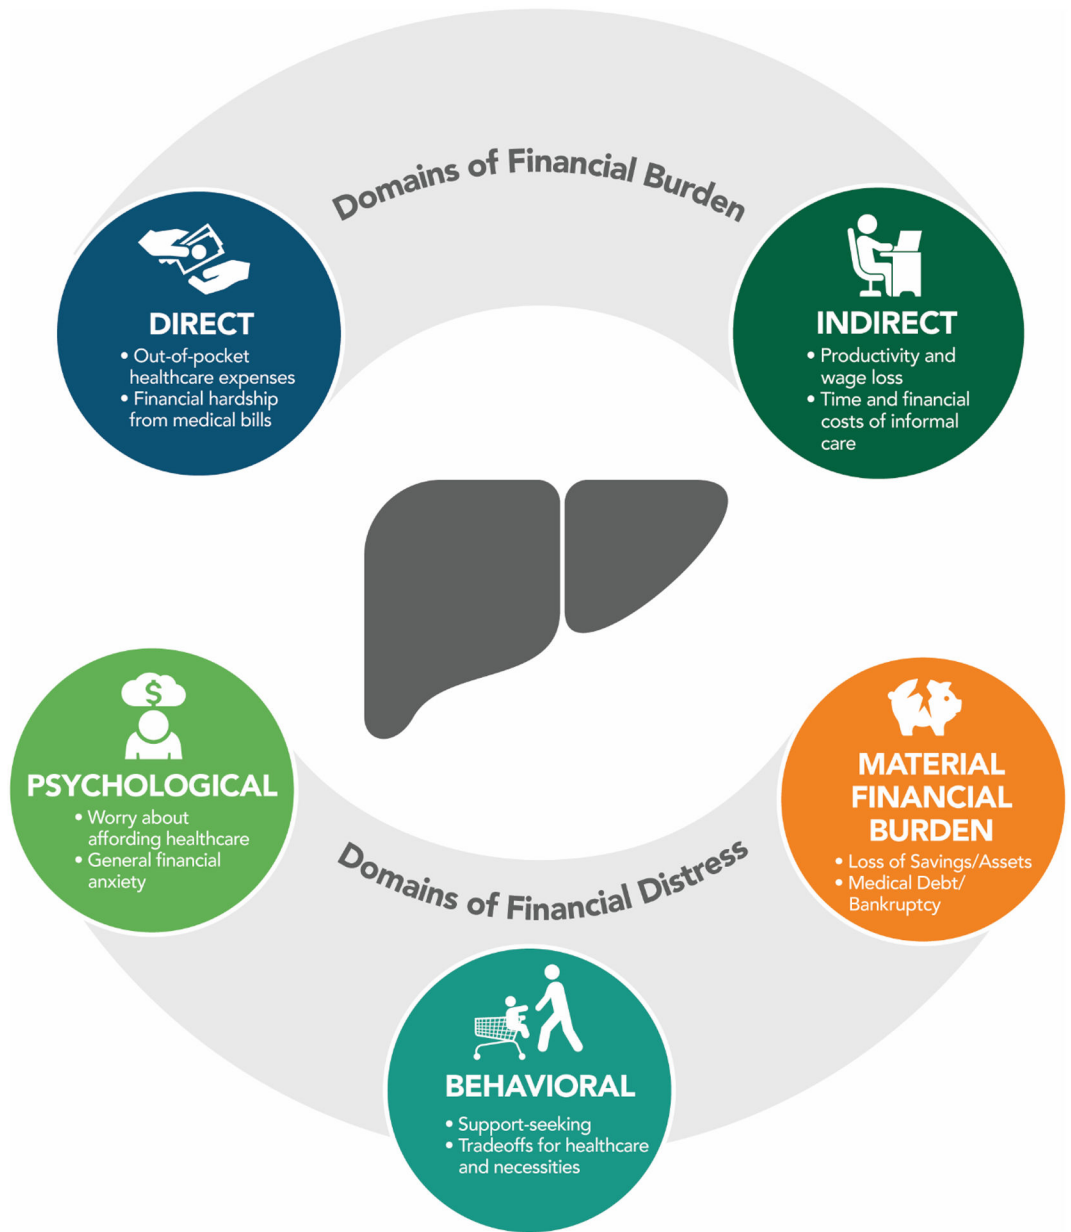 Domains of Financial Burden
DIRECT
• Out-of-pocket
healthcare expenses
• Financial hardship
from medical bills
INDIRECT
• Productivity and
wage loss
• Time and financial
costs of informal
care
$
PSYCHOLOGICAL
• Worry about
affording healthcare
• General financial
anxiety
MATERIAL
FINANCIAL
BURDEN
• Loss of Savings/Assets
• Medical Debt/
Bankruptcy
Domains of Financial Distress
BEHAVIORAL
• Support-seeking
• Tradeoffs for healthcare
and necessities